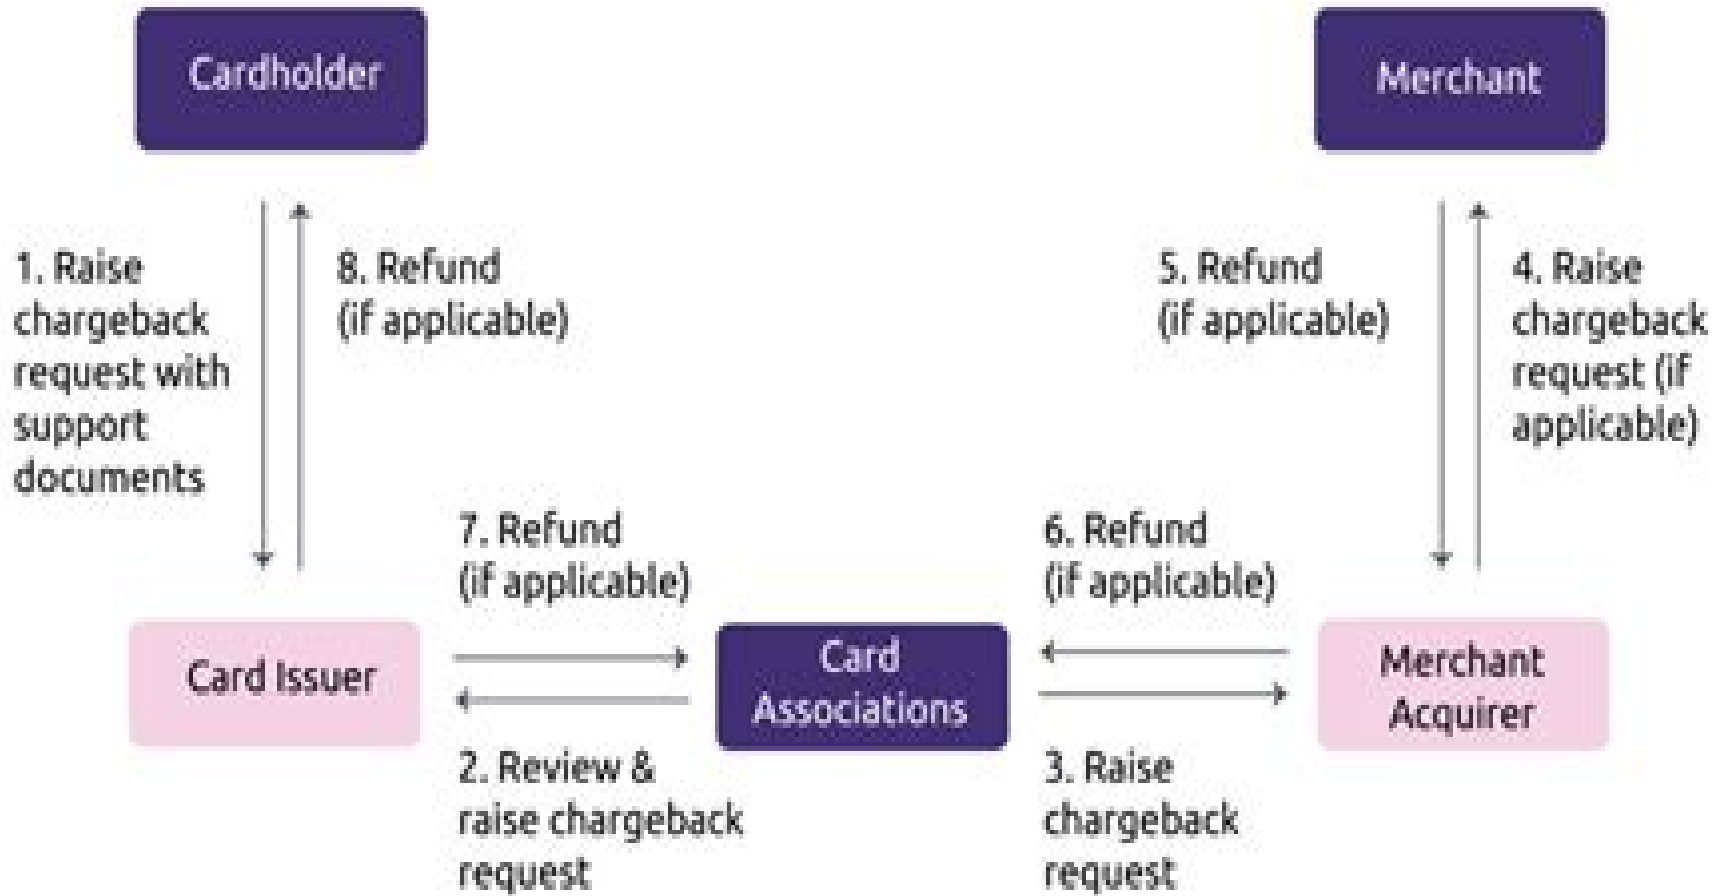 Cardholder
Merchant
1. Raise
chargeback
request with
support
documents
8. Refund
(if applicable)
5. Refund
(if applicable)
4. Raise
chargeback
request (if
applicable)
7. Refund
(if applicable)
6. Refund
(if applicable)
Card Issuer
Card
Associations
Merchant
Acquirer
2. Review &
raise chargeback
request
3. Raise
chargeback
request